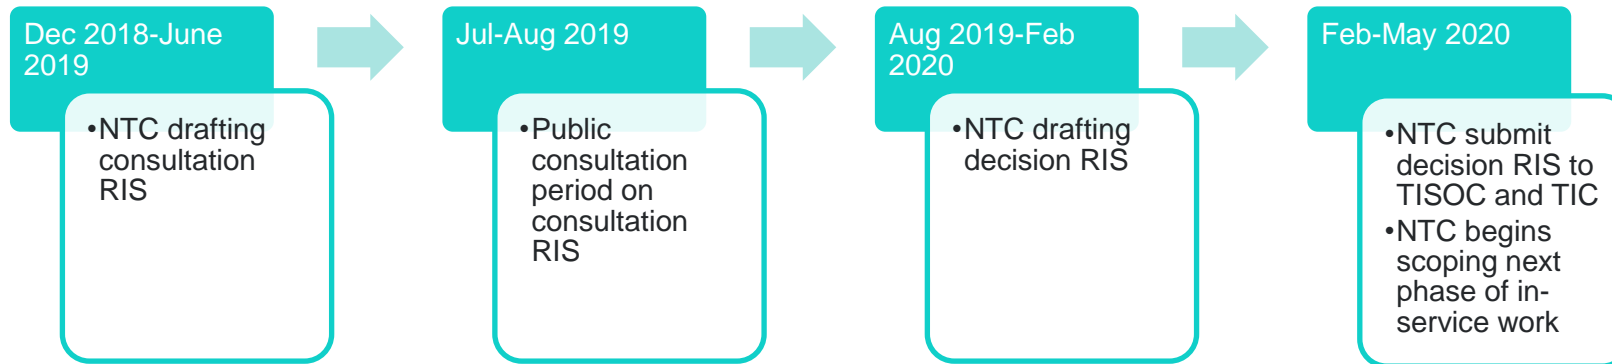 Dec 2018-June
2019
•NTC drafting
consultation
RIS
Jul-Aug 2019
•Public
consultation
period on
consultation
RIS
Aug 2019-Feb
2020
•NTC drafting
decision RIS
Feb-May 2020
•NTC submit
decision RIS to
TISOC and TIC
•NTC begins
scoping next
phase of in-
service work